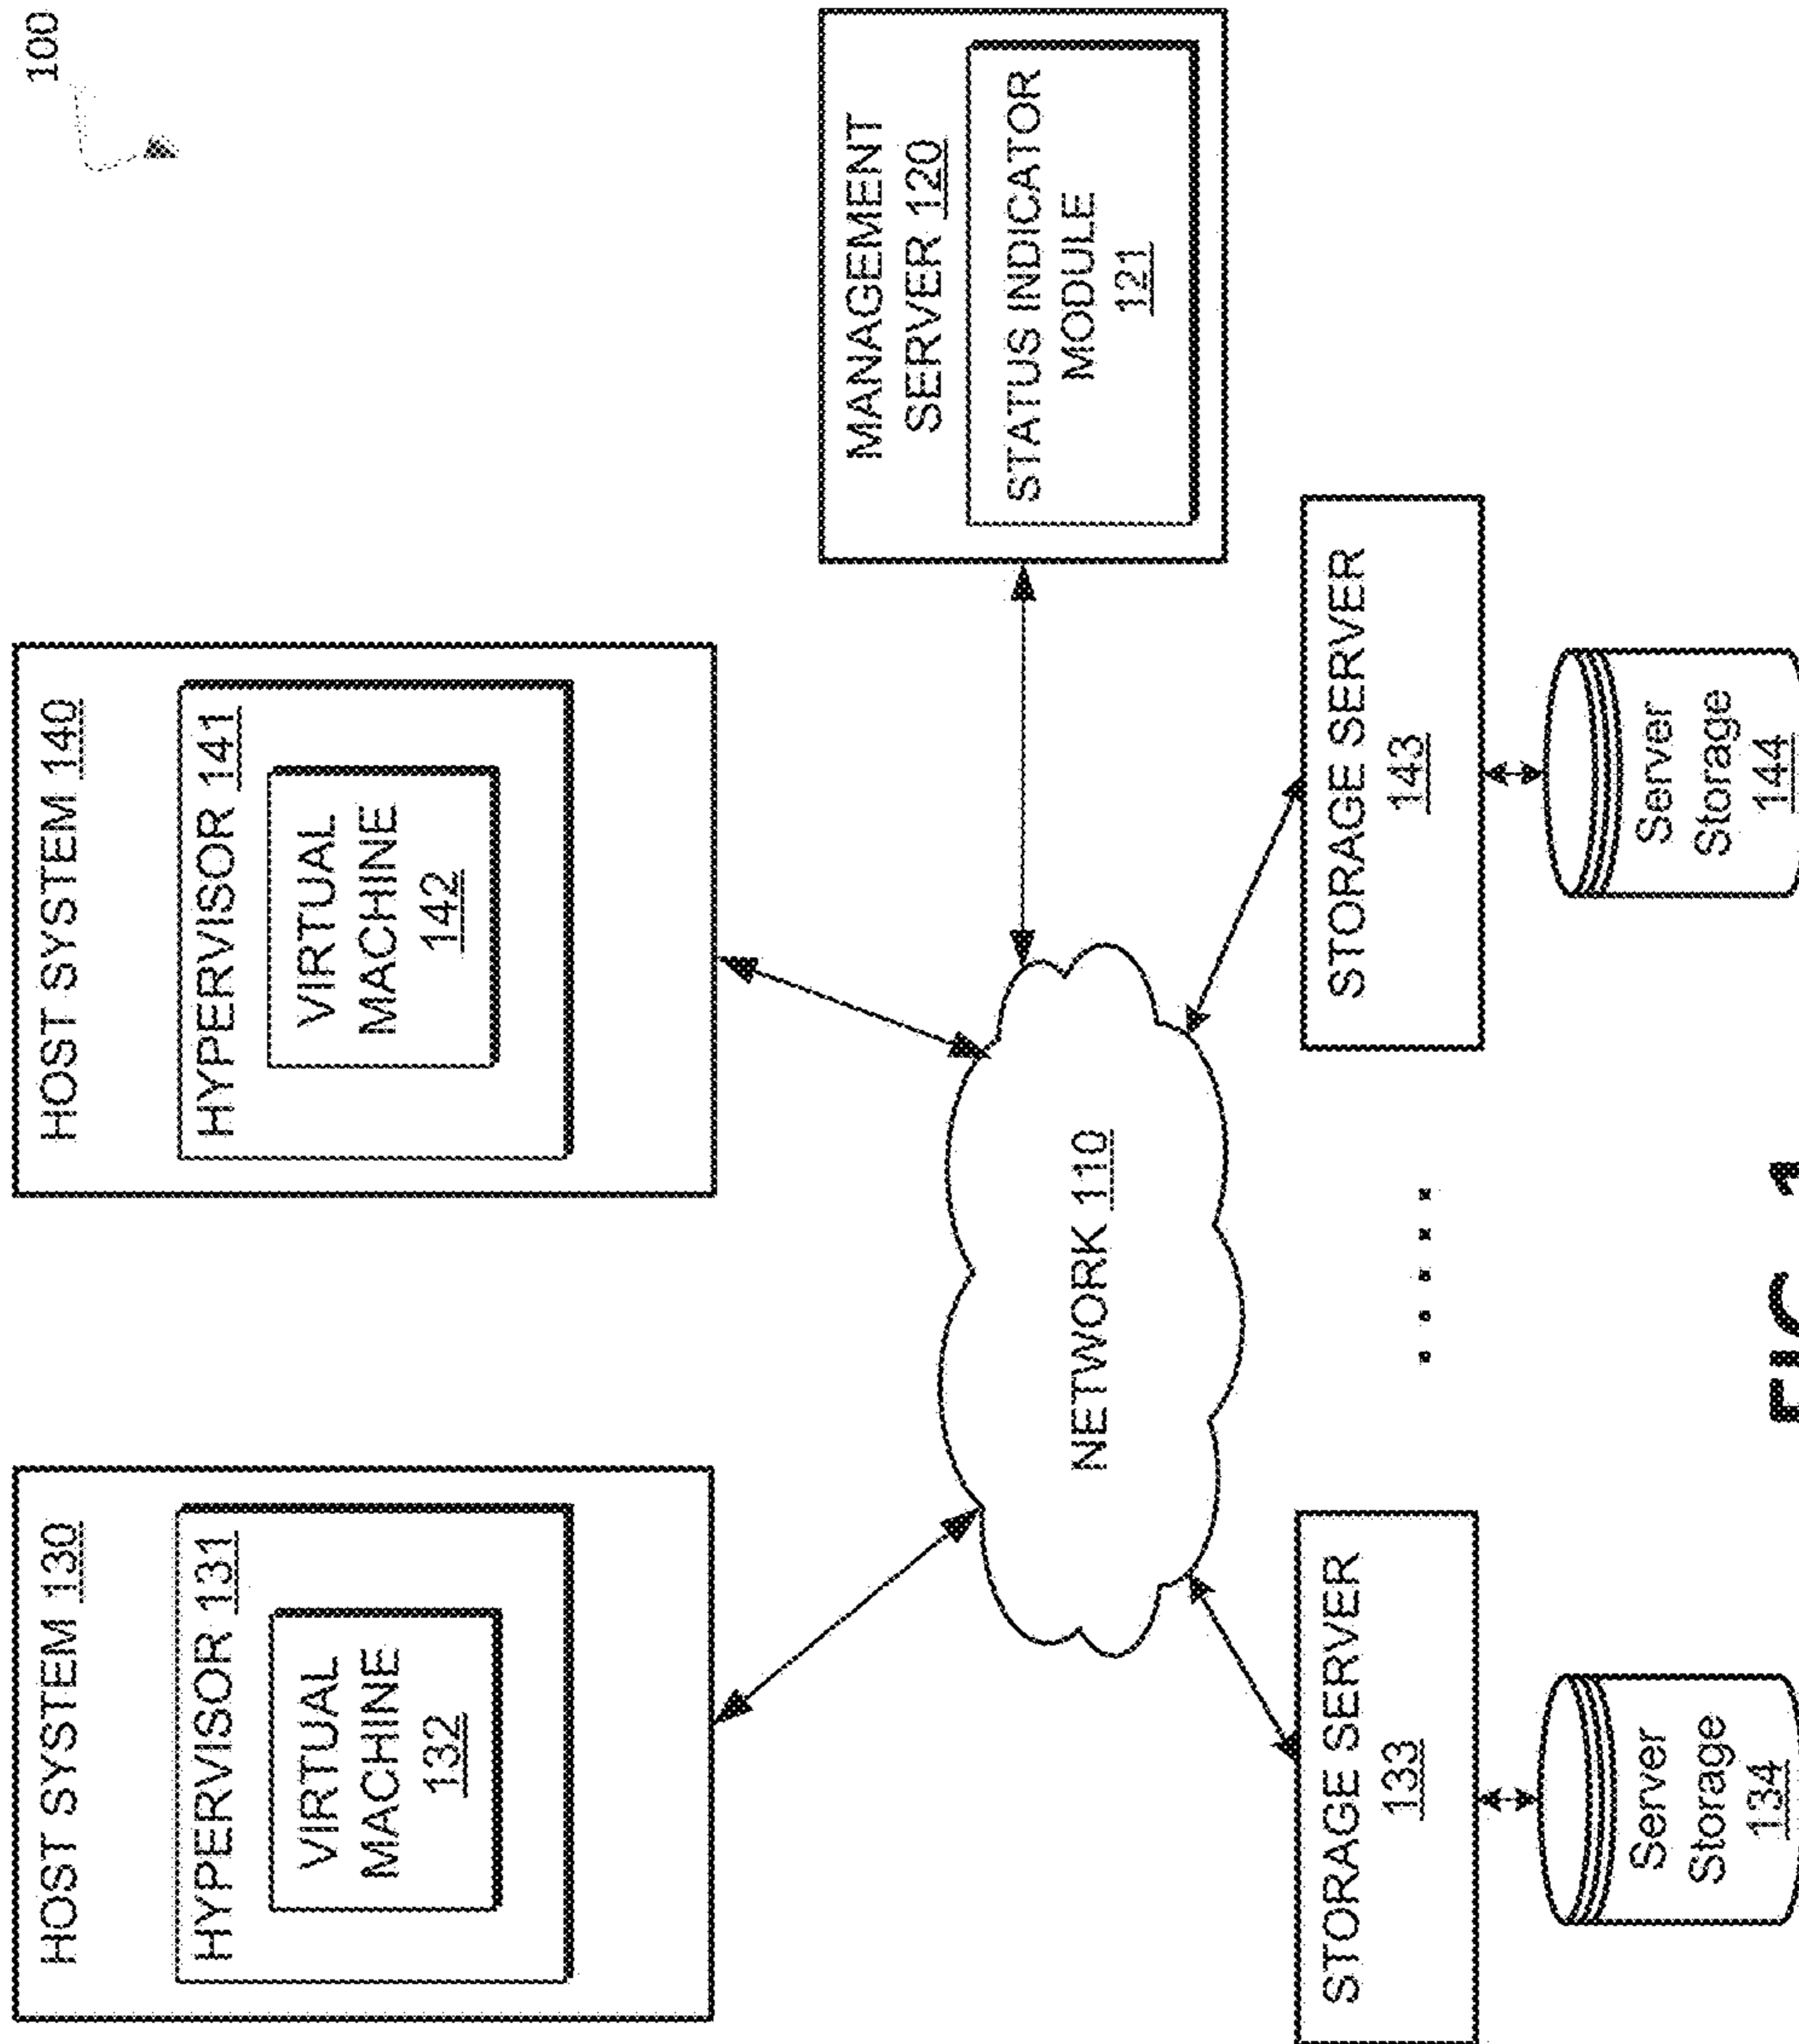 100
HOST SYSTEM 130
HYPERVISOR 131
VIRTUAL
MACHINE
132
HOST SYSTEM 140
HYPERVISOR 141
VIRTUAL
MACHINE
142
MANAGEMENT
SERVER 120
STATUS INDICATOR
MODULE
121
NETWORK 110
STORAGE SERVER
133
Server
Storage
134
STORAGE SERVER
143
Server
Storage
144
.....
FIG. 1